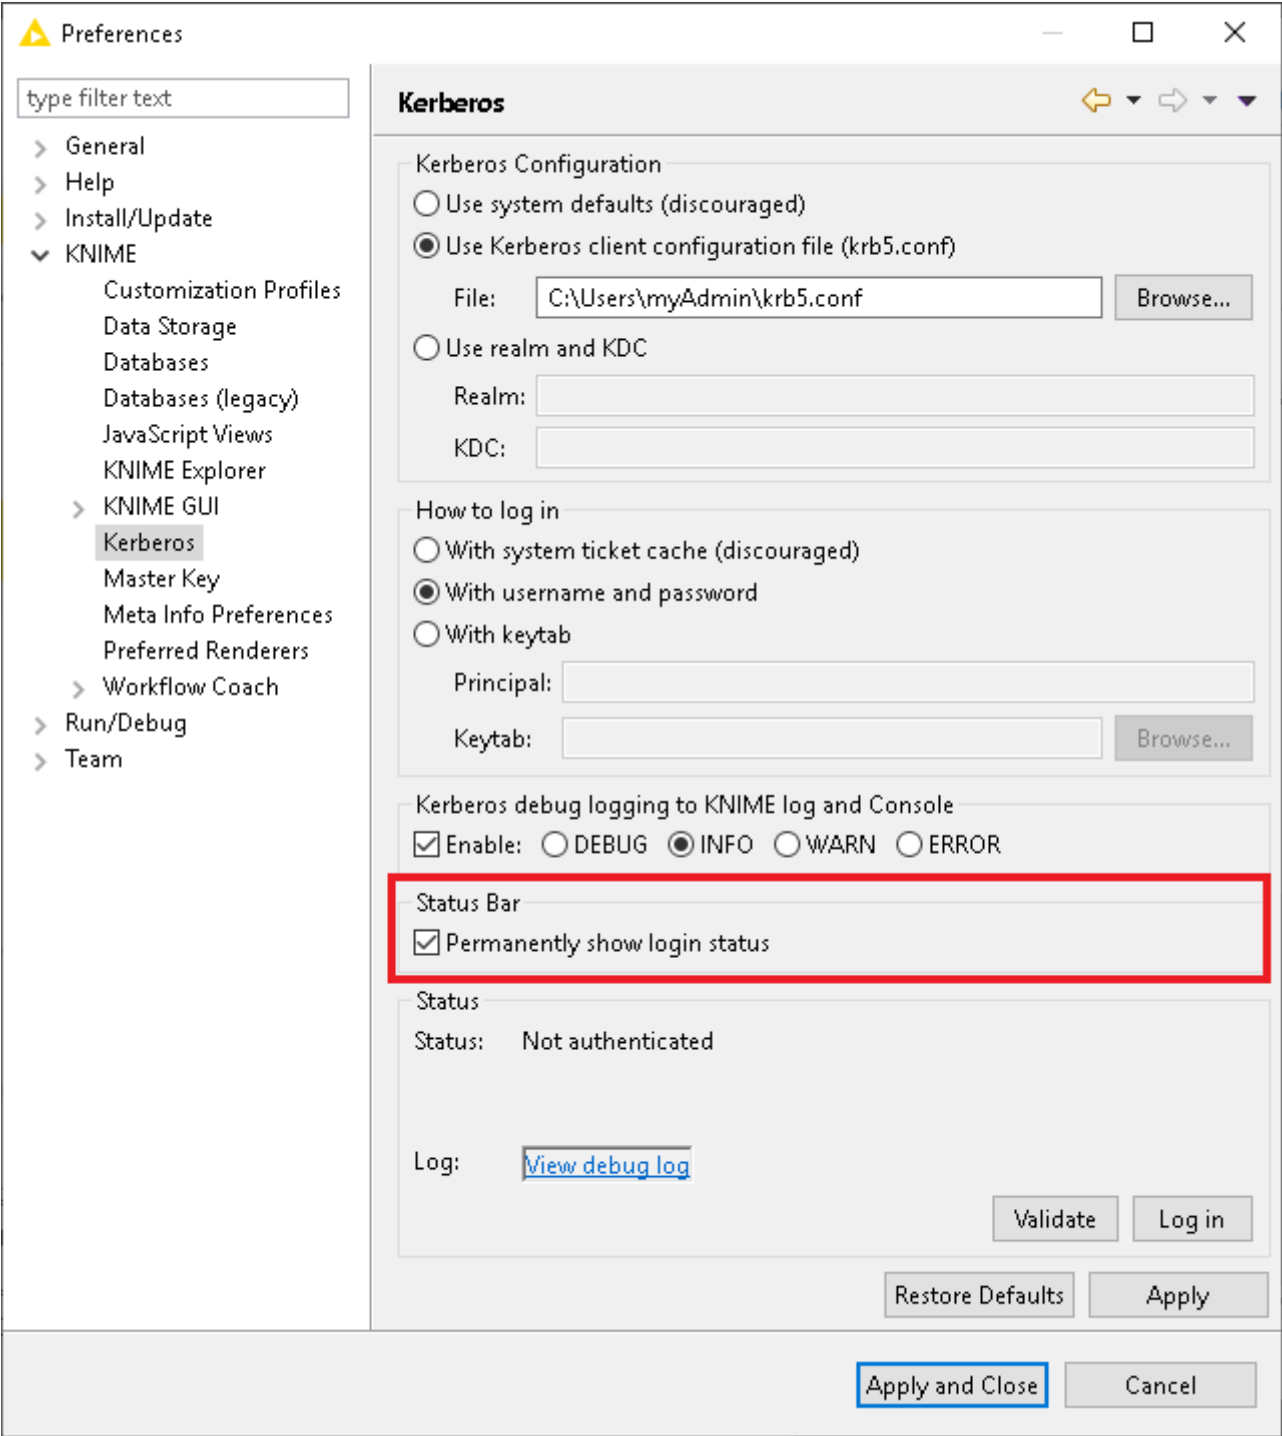 Preferences
type filter text
General
Help
Install/Update
KNIME
Customization Profiles
Data Storage
Databases
Databases (legacy)
JavaScript Views
KNIME Explorer
KNIME GUI
Kerberos
Master Key
Meta Info Preferences
Preferred Renderers
Workflow Coach
Run/Debug
Team
Kerberos
Kerberos Configuration
Use system defaults (discouraged)
Use Kerberos client configuration file (krb5.conf)
File: C:\Users\myAdmin\krb5.conf Browse...
Use realm and KDC
Realm:
KDC:
How to log in
With system ticket cache (discouraged)
With username and password
With keytab
Principal:
Keytab: Browse...
Kerberos debug logging to KNIME log and Console
Enable: DEBUG INFO WARN ERROR
Status Bar
Permanently show login status
Status
Status: Not authenticated
Log: View debug log
Validate Log in
Restore Defaults Apply
Apply and Close Cancel